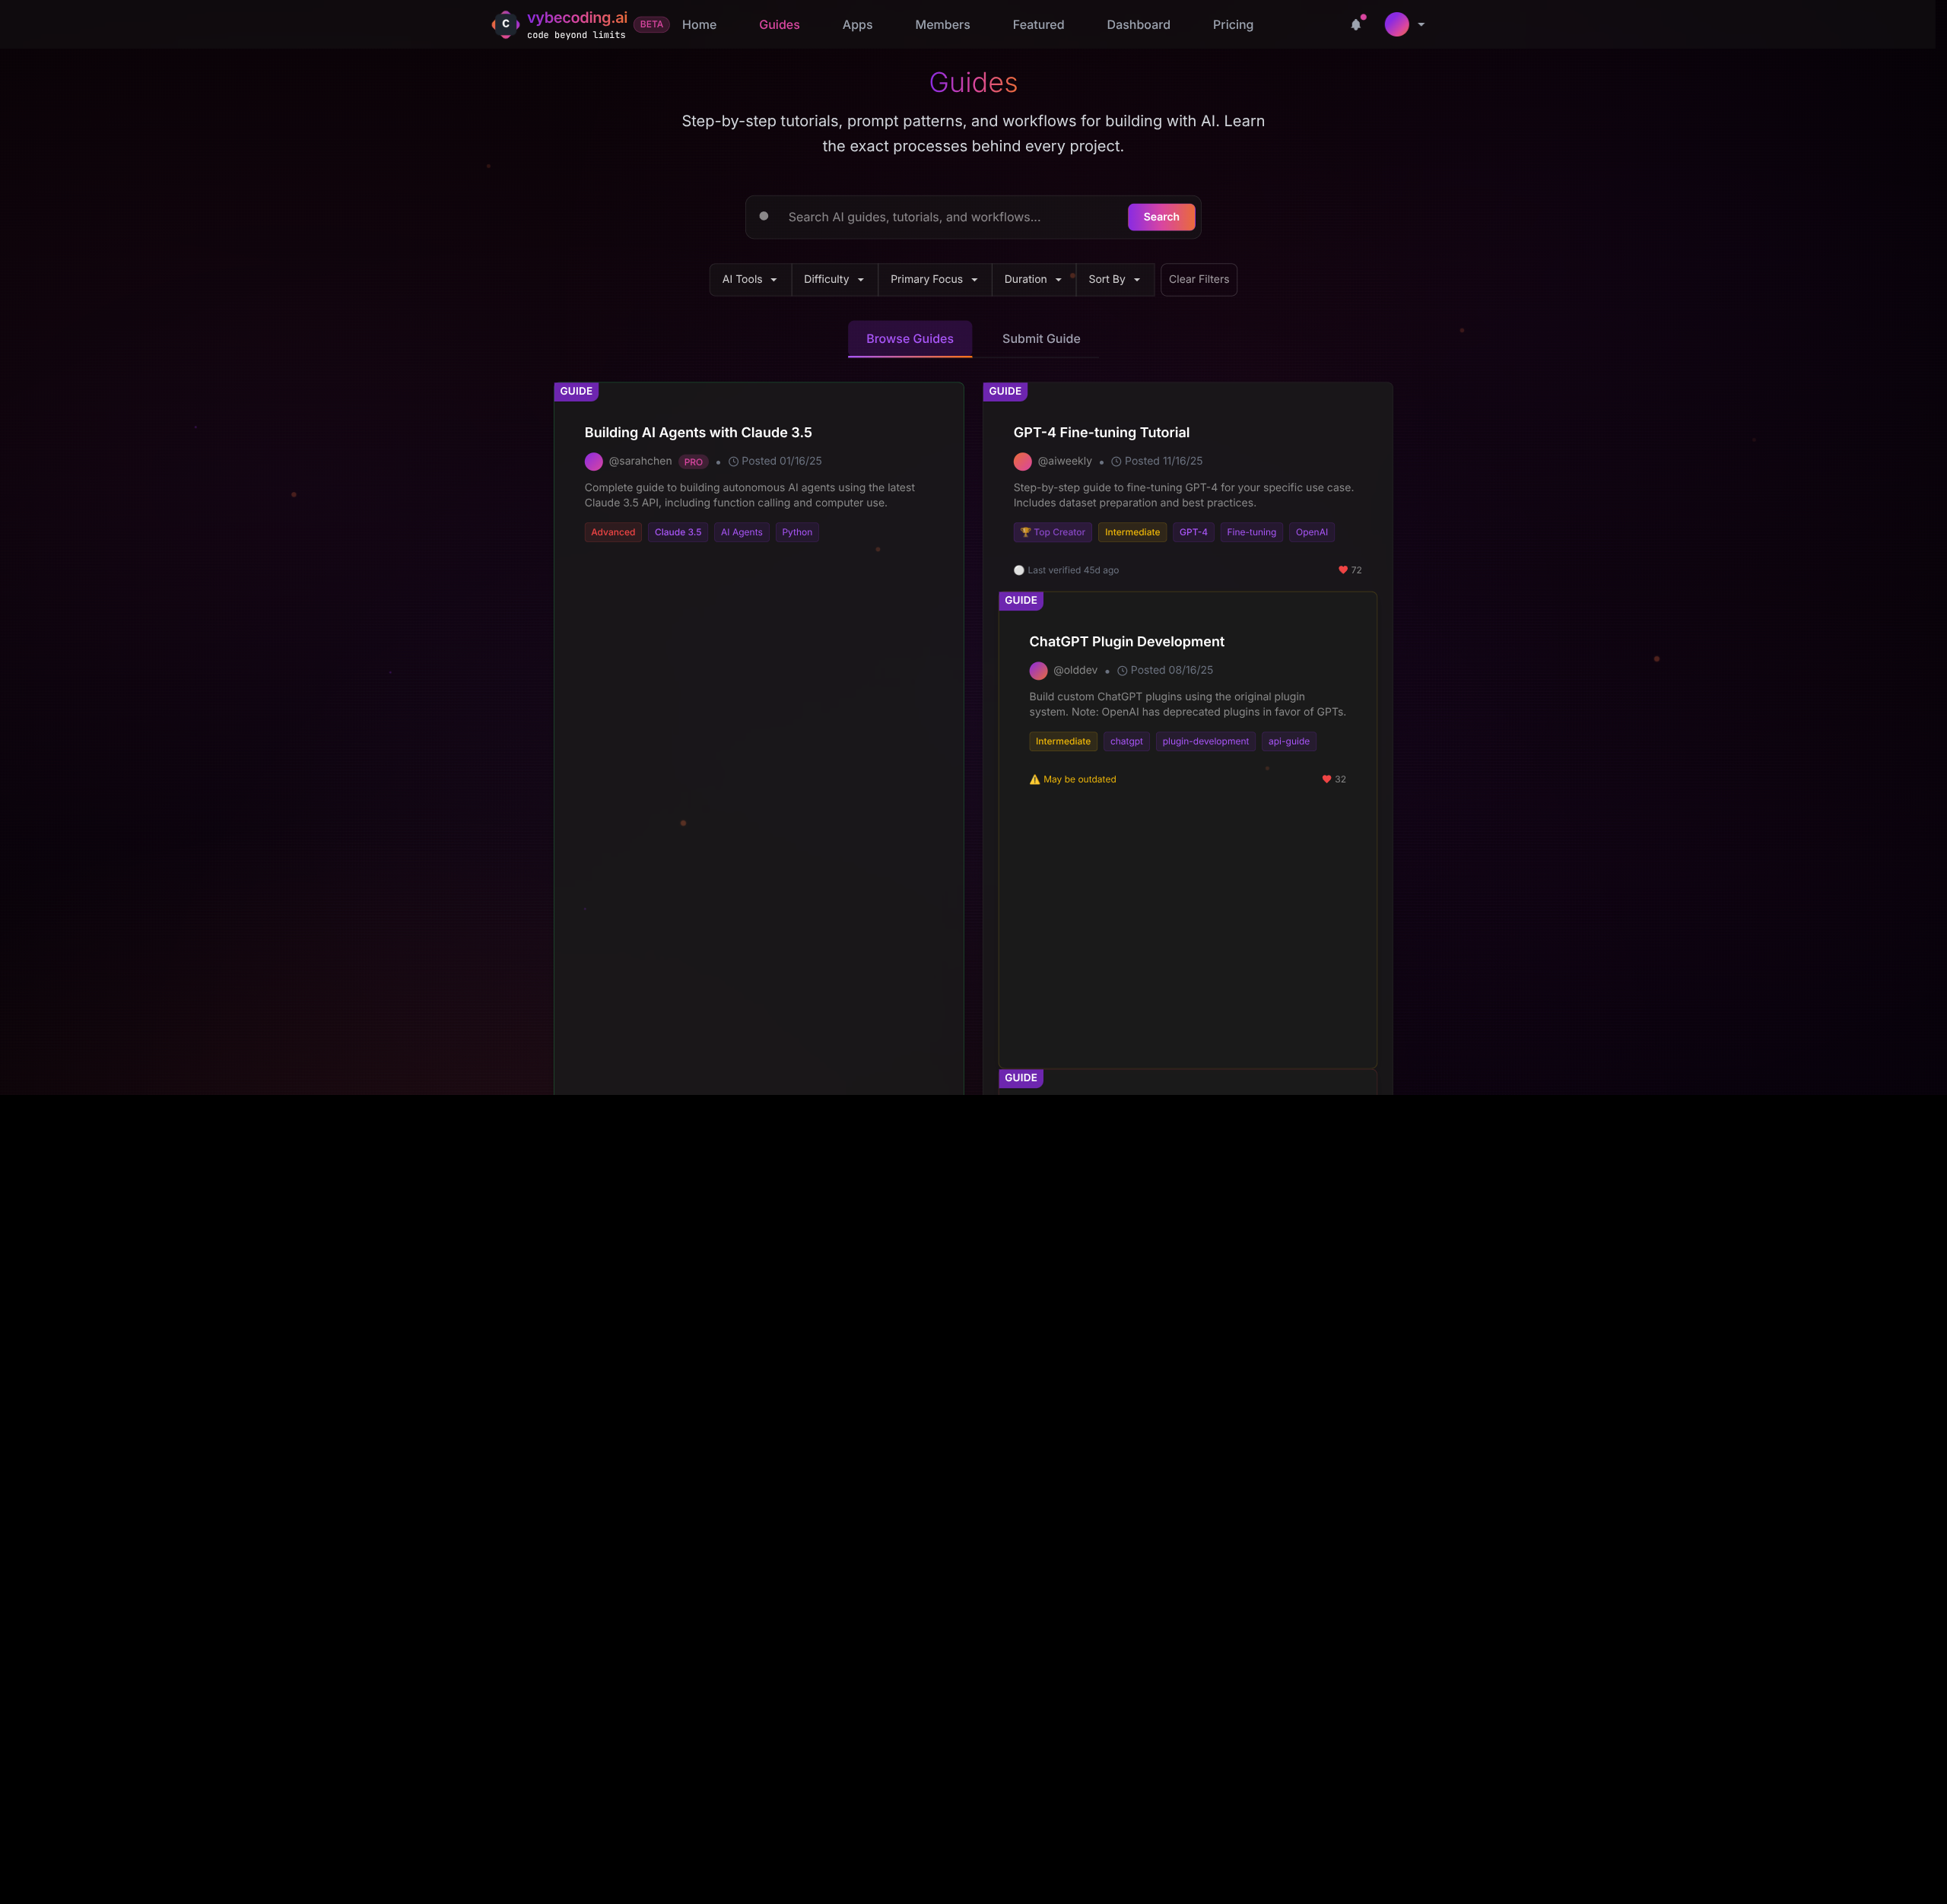 C
vybecoding.ai
code beyond limits
BETA
Home
Guides
Apps
Members
Featured
Dashboard
Pricing
Guides
Step-by-step tutorials, prompt patterns, and workflows for building with AI. Learn
the exact processes behind every project.
Search AI guides, tutorials, and workflows...
Search
AI Tools
Difficulty
Primary Focus
Duration
Sort By
Clear Filters
Browse Guides
Submit Guide
GUIDE
Building AI Agents with Claude 3.5
@sarahchen PRO • Posted 01/16/25
Complete guide to building autonomous AI agents using the latest
Claude 3.5 API, including function calling and computer use.
Advanced Claude 3.5 AI Agents Python
GUIDE
GPT-4 Fine-tuning Tutorial
@aiweekly • Posted 11/16/25
Step-by-step guide to fine-tuning GPT-4 for your specific use case.
Includes dataset preparation and best practices.
🏆 Top Creator Intermediate GPT-4 Fine-tuning OpenAI
⚪ Last verified 45d ago
❤️ 72
GUIDE
ChatGPT Plugin Development
@olddev • Posted 08/16/25
Build custom ChatGPT plugins using the original plugin
system. Note: OpenAI has deprecated plugins in favor of GPTs.
Intermediate chatgpt plugin-development api-guide
⚠️ May be outdated
❤️ 32
GUIDE